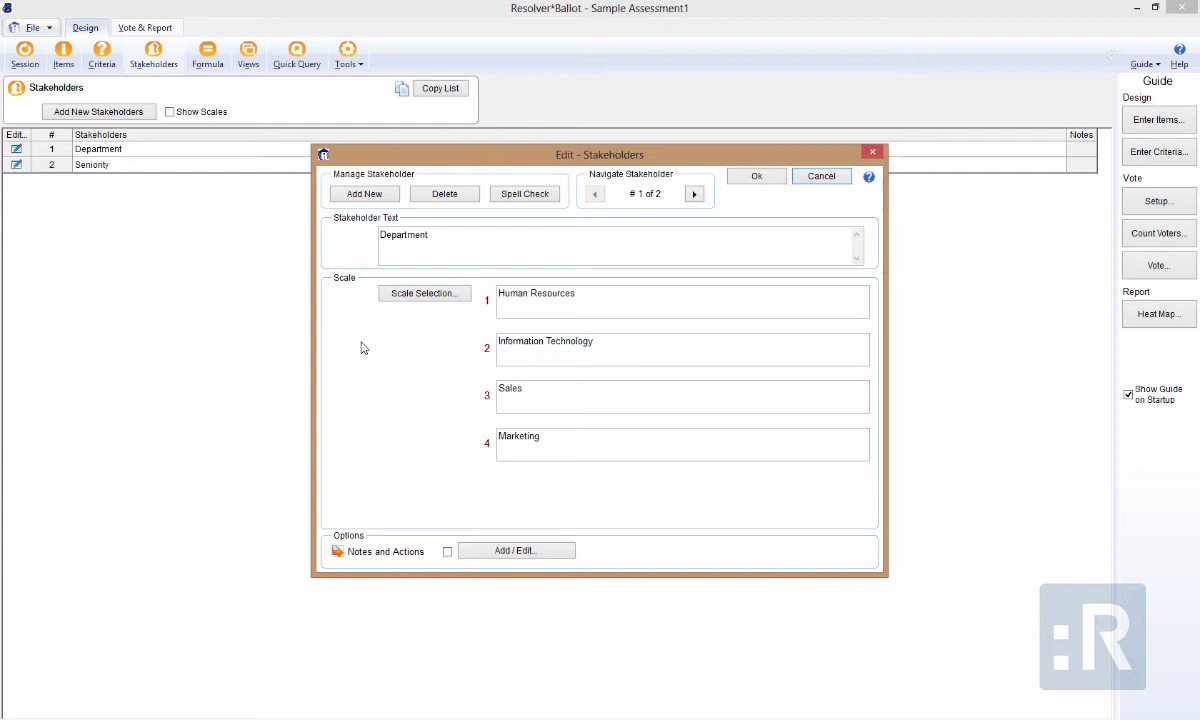 Resolver*Ballot - Sample Assessment1
File Design Vote & Report
Session Items Criteria Stakeholders Formula Views Quick Query Tools Guide Help
Stakeholders Copy List
Add New Stakeholders Show Scales
Edit... # Stakeholders Notes
1 Department
2 Seniority
Edit - Stakeholders
Manage Stakeholder Navigate Stakeholder Ok Cancel
Add New Delete Spell Check # 1 of 2
Stakeholder Text
Department
Scale
Scale Selection...
1 Human Resources
2 Information Technology
3 Sales
4 Marketing
Options
Notes and Actions Add / Edit...
Guide
Design
Enter Items...
Enter Criteria...
Vote
Setup...
Count Voters...
Vote...
Report
Heat Map...
Show Guide
on Startup
:R